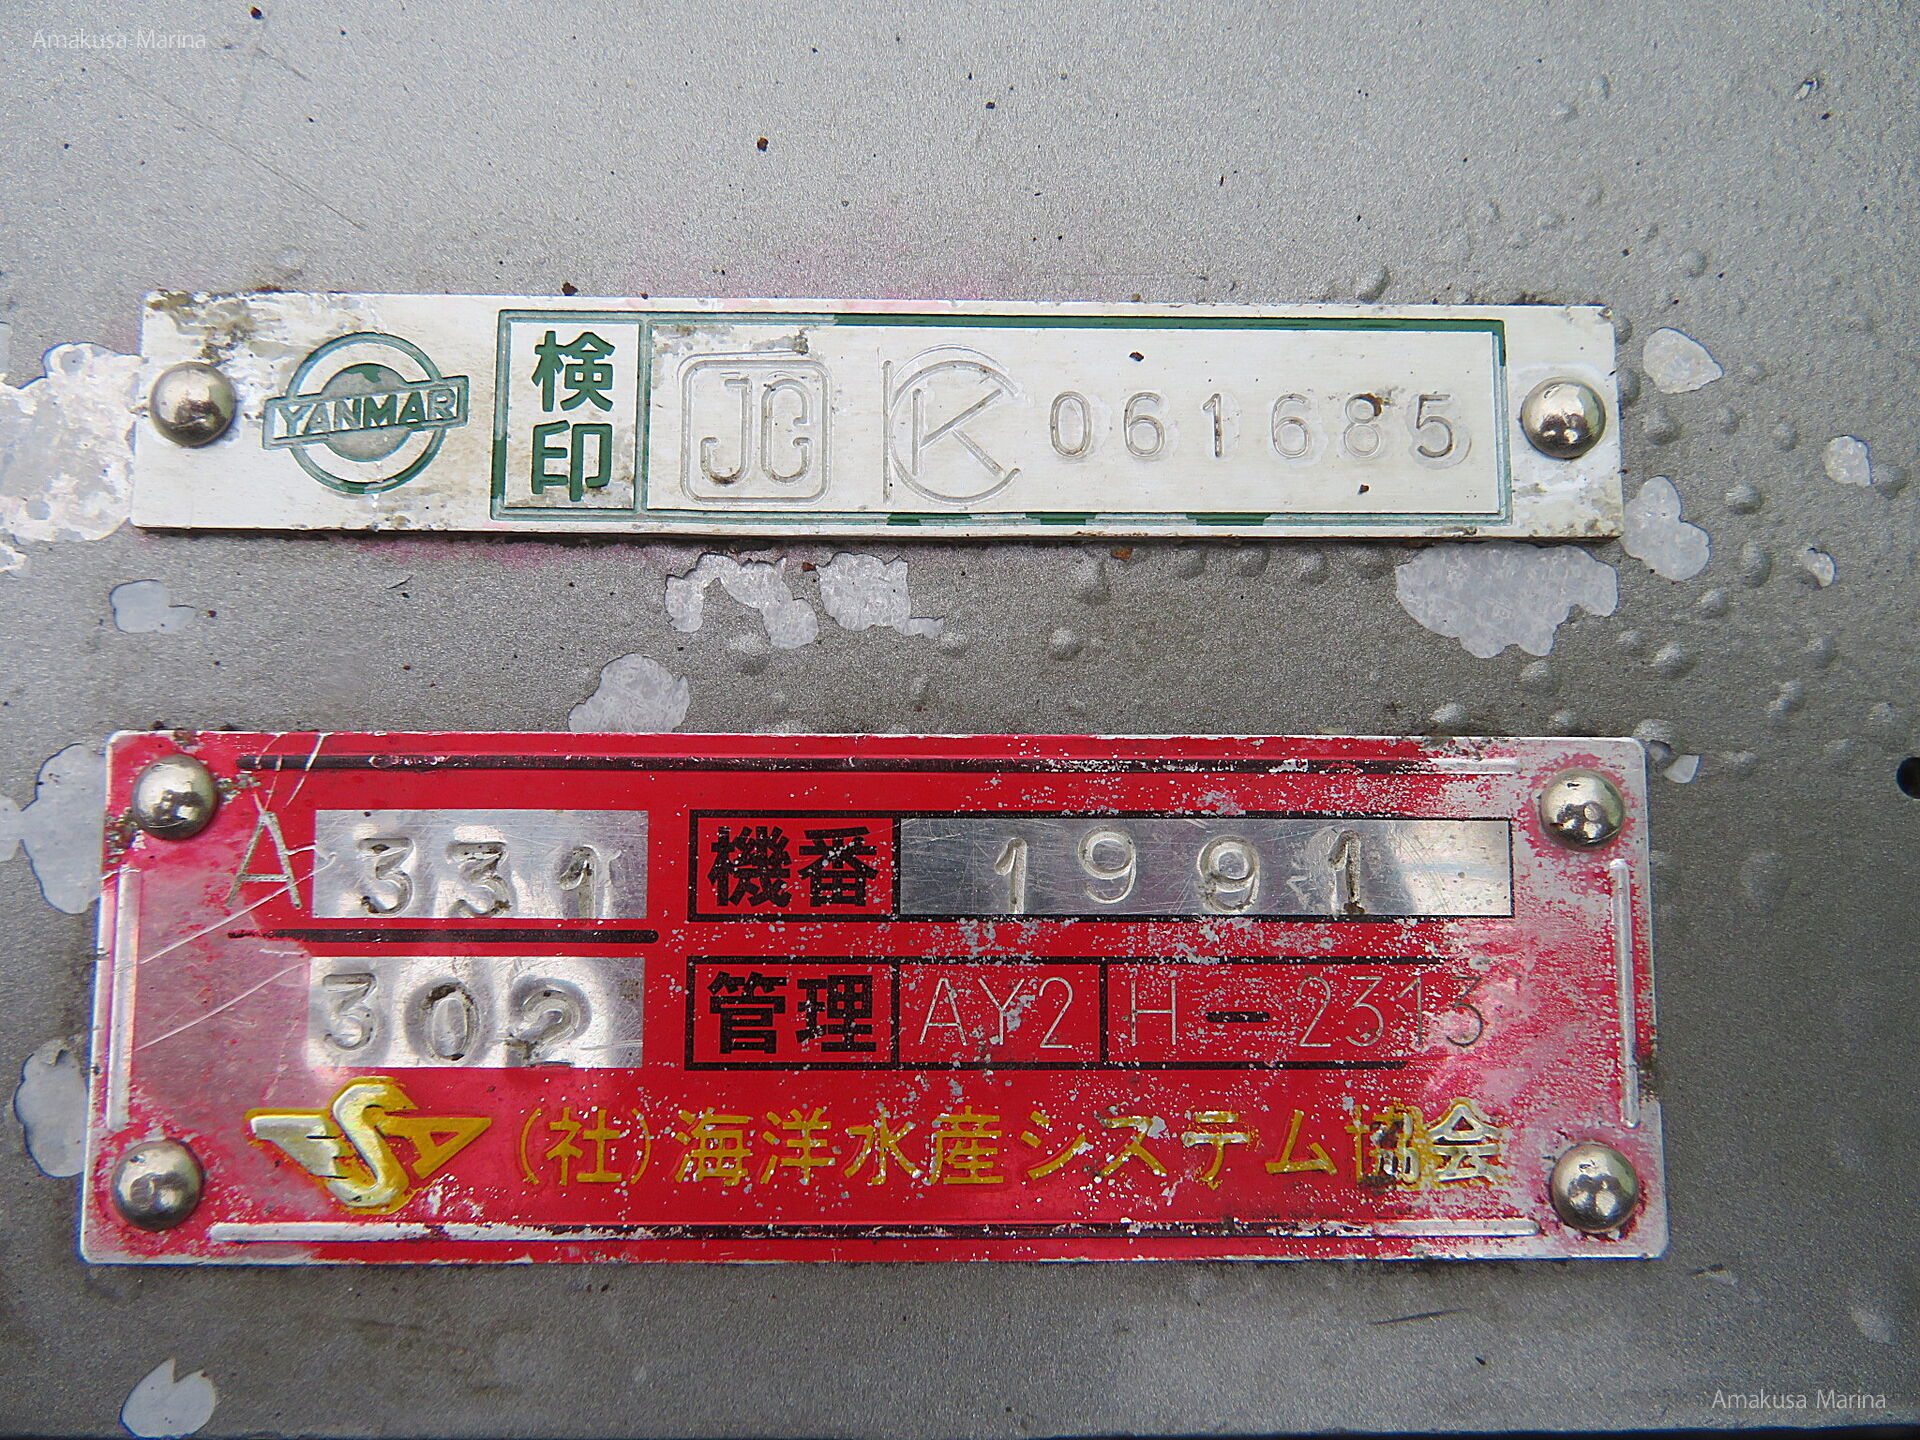 Amakusa Marina
YANMAR 検印 JG K 061685
A 331 機番 1991
302 管理 AY2 H-2313
SA (社)海洋水産システム協会
Amakusa Marina